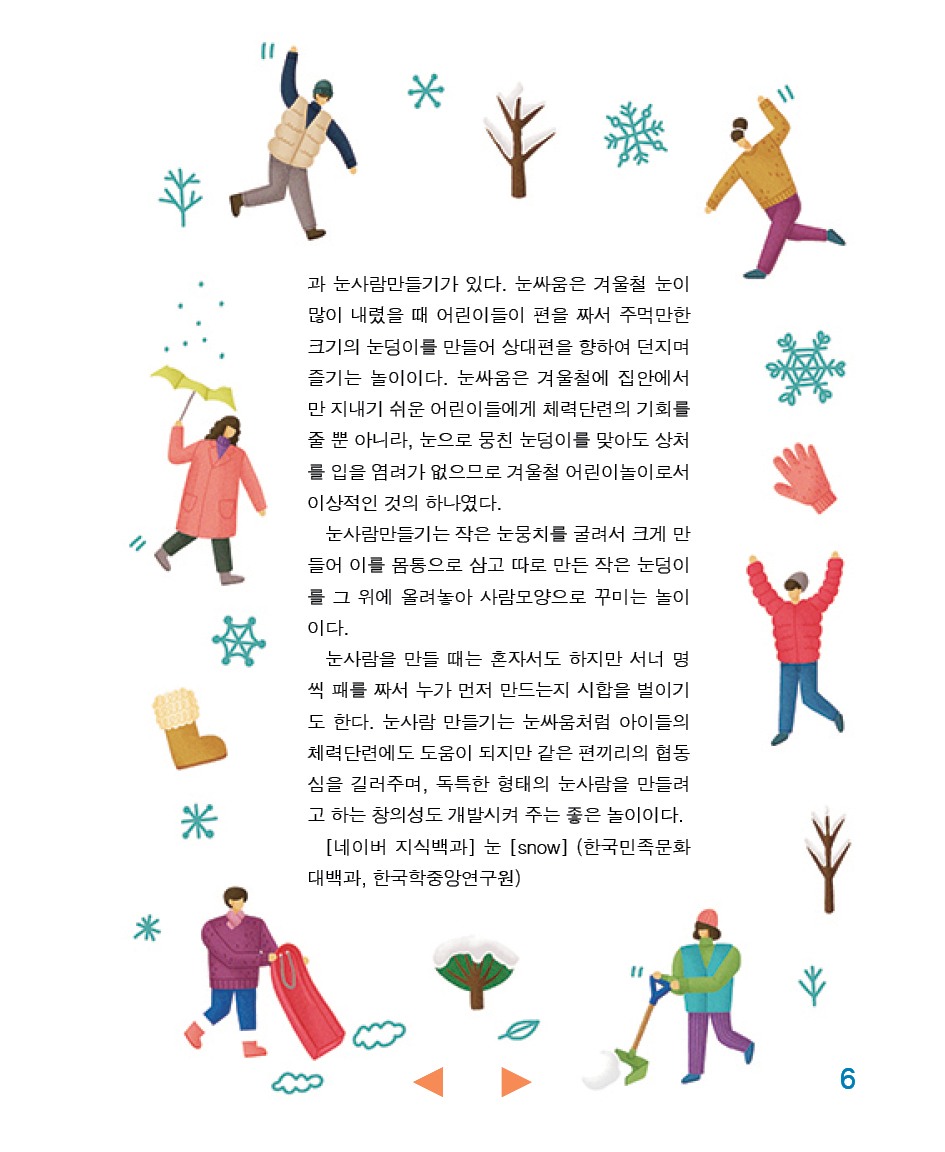 과 눈사람만들기가 있다. 눈싸움은 겨울철 눈이
많이 내렸을 때 어린이들이 편을 짜서 주먹만한
크기의 눈덩이를 만들어 상대편을 향하여 던지며
즐기는 놀이이다. 눈싸움은 겨울철에 집안에서
만 지내기 쉬운 어린이들에게 체력단련의 기회를
줄 뿐 아니라, 눈으로 뭉친 눈덩이를 맞아도 상처
를 입을 염려가 없으므로 겨울철 어린이놀이로서
이상적인 것의 하나였다.
눈사람만들기는 작은 눈뭉치를 굴려서 크게 만
들어 이를 몸통으로 삼고 따로 만든 작은 눈덩이
를 그 위에 올려놓아 사람모양으로 꾸미는 놀이
이다.
눈사람을 만들 때는 혼자서도 하지만 서너 명
씩 패를 짜서 누가 먼저 만드는지 시합을 벌이기
도 한다. 눈사람 만들기는 눈싸움처럼 아이들의
체력단련에도 도움이 되지만 같은 편끼리의 협동
심을 길러주며, 독특한 형태의 눈사람을 만들려
고 하는 창의성도 개발시켜 주는 좋은 놀이이다.
[네이버 지식백과] 눈 [snow] (한국민족문화
대백과, 한국학중앙연구원)
6